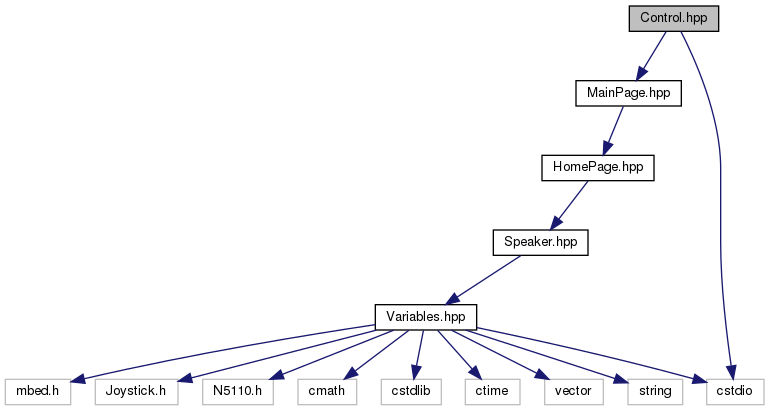 Control.hpp
MainPage.hpp
HomePage.hpp
Speaker.hpp
Variables.hpp
mbed.h
Joystick.h
N5110.h
cmath
cstdlib
ctime
vector
string
cstdio